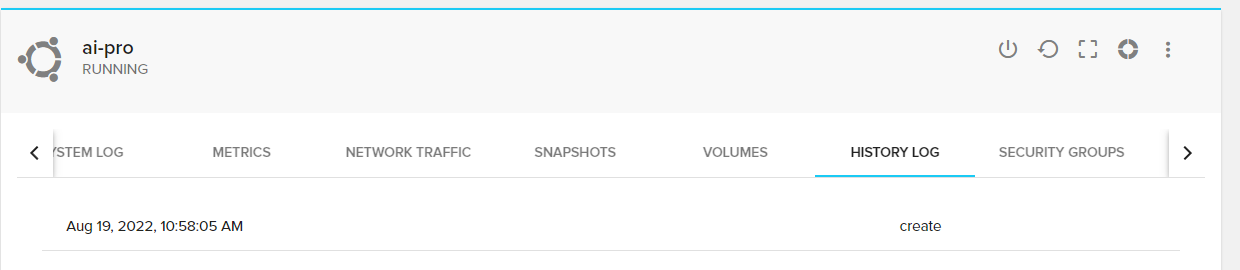 ai-pro
RUNNING
YSTEM LOG METRICS NETWORK TRAFFIC SNAPSHOTS VOLUMES HISTORY LOG SECURITY GROUPS
Aug 19, 2022, 10:58:05 AM create